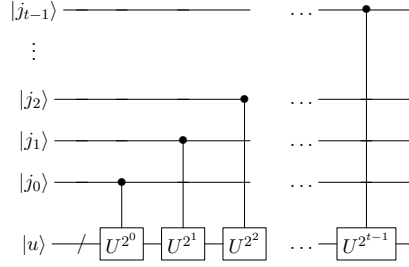 |j_{t−1}⟩ ...
⋮
|j_2⟩ ...
|j_1⟩ ...
|j_0⟩ ...
|u⟩ / U^{2^0} U^{2^1} U^{2^2} ... U^{2^{t−1}}